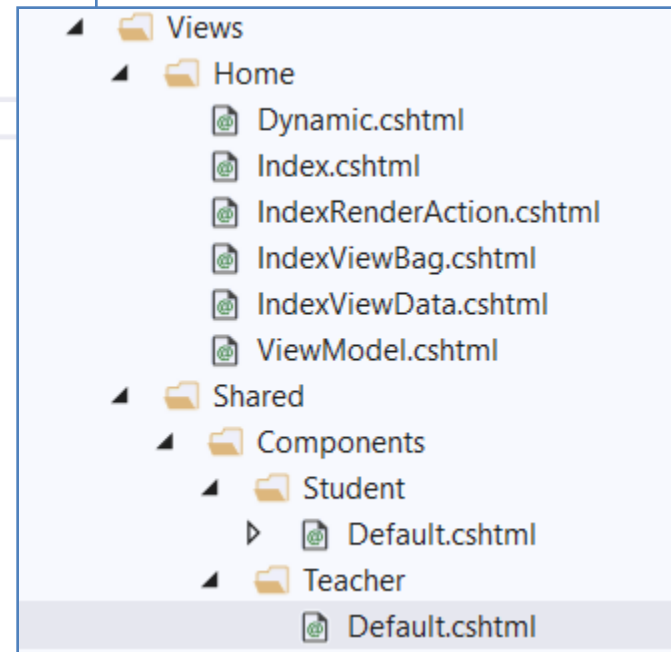 Views
Home
Dynamic.cshtml
Index.cshtml
IndexRenderAction.cshtml
IndexViewBag.cshtml
IndexViewData.cshtml
ViewModel.cshtml
Shared
Components
Student
Default.cshtml
Teacher
Default.cshtml